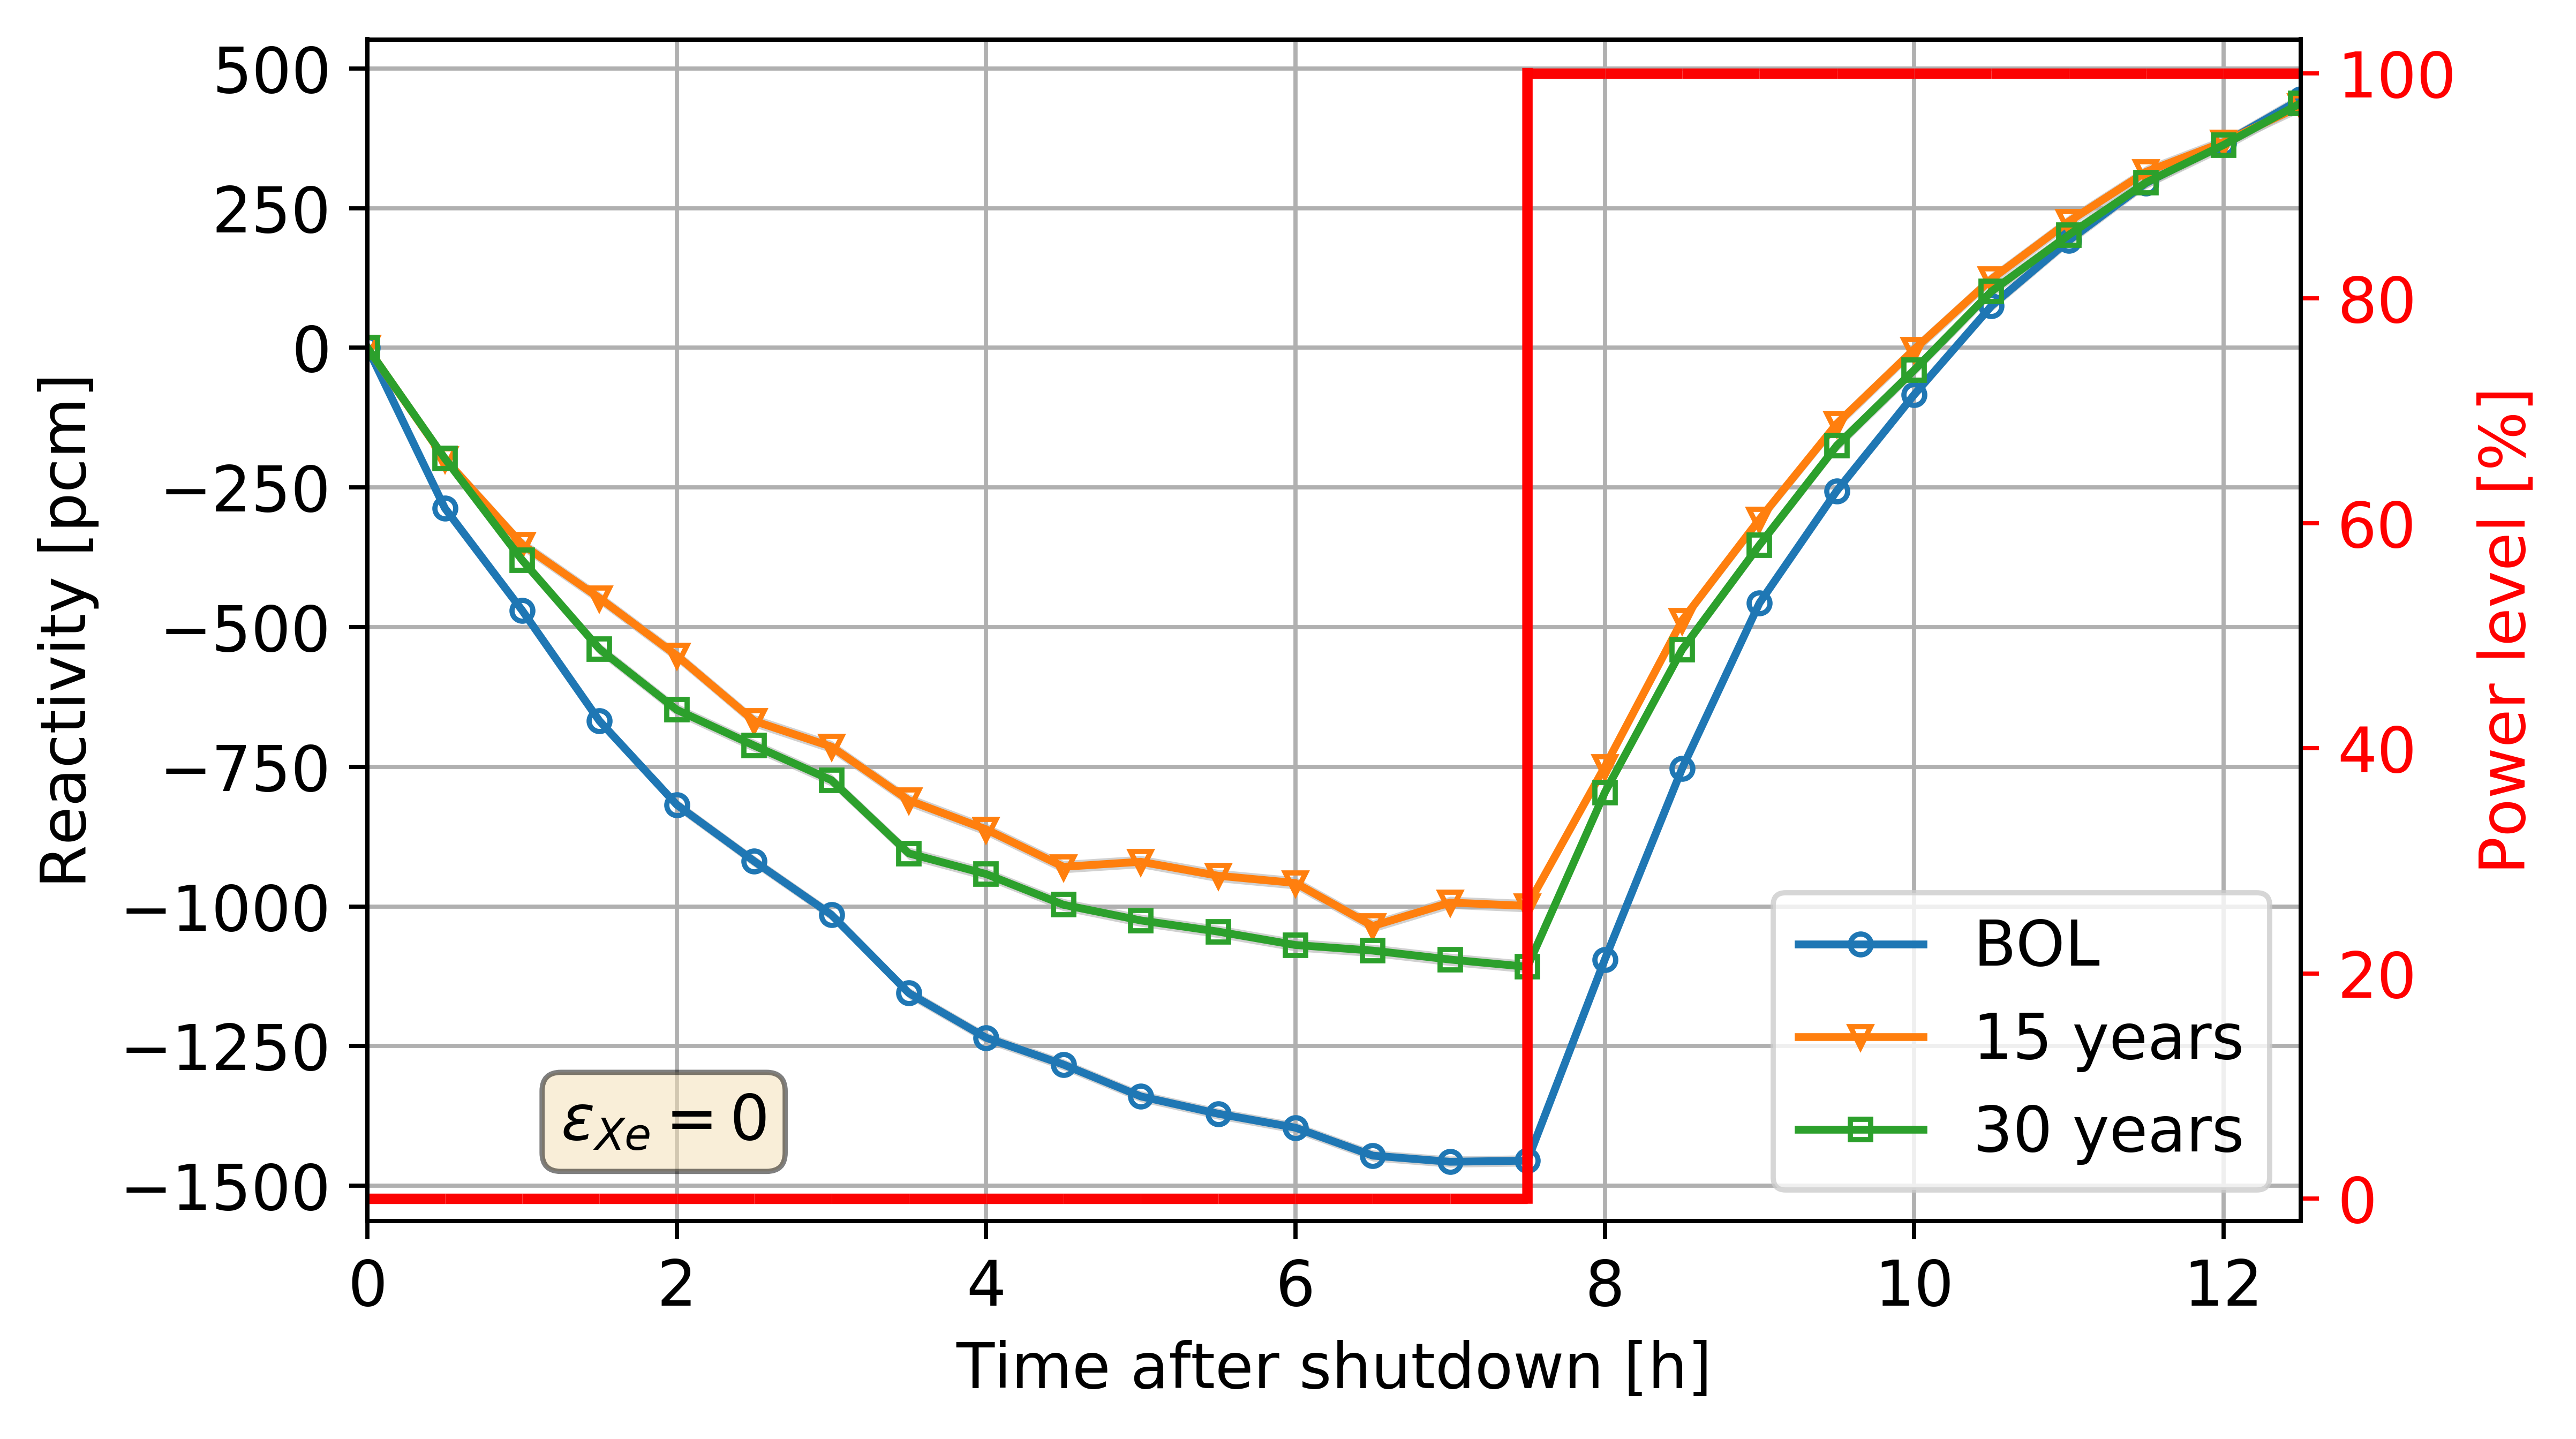 500
250
0
−250
−500
−750
−1000
−1250
−1500
Reactivity [pcm]
100
80
60
40
20
0
Power level [%]
ε_Xe = 0
BOL
15 years
30 years
0 2 4 6 8 10 12
Time after shutdown [h]